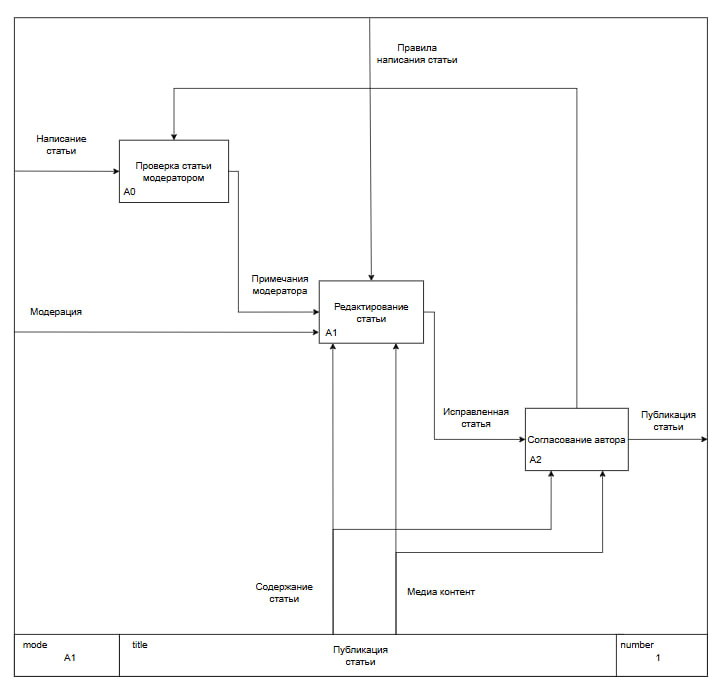 Правила
написания статьи
Написание
статьи
Проверка статьи
модератором
A0
Примечания
модератора
Модерация
Редактирование
статьи
A1
Исправленная
статья
Публикация
статьи
Согласование автора
A2
Содержание
статьи
Медиа контент
mode
A1
title
Публикация
статьи
number
1